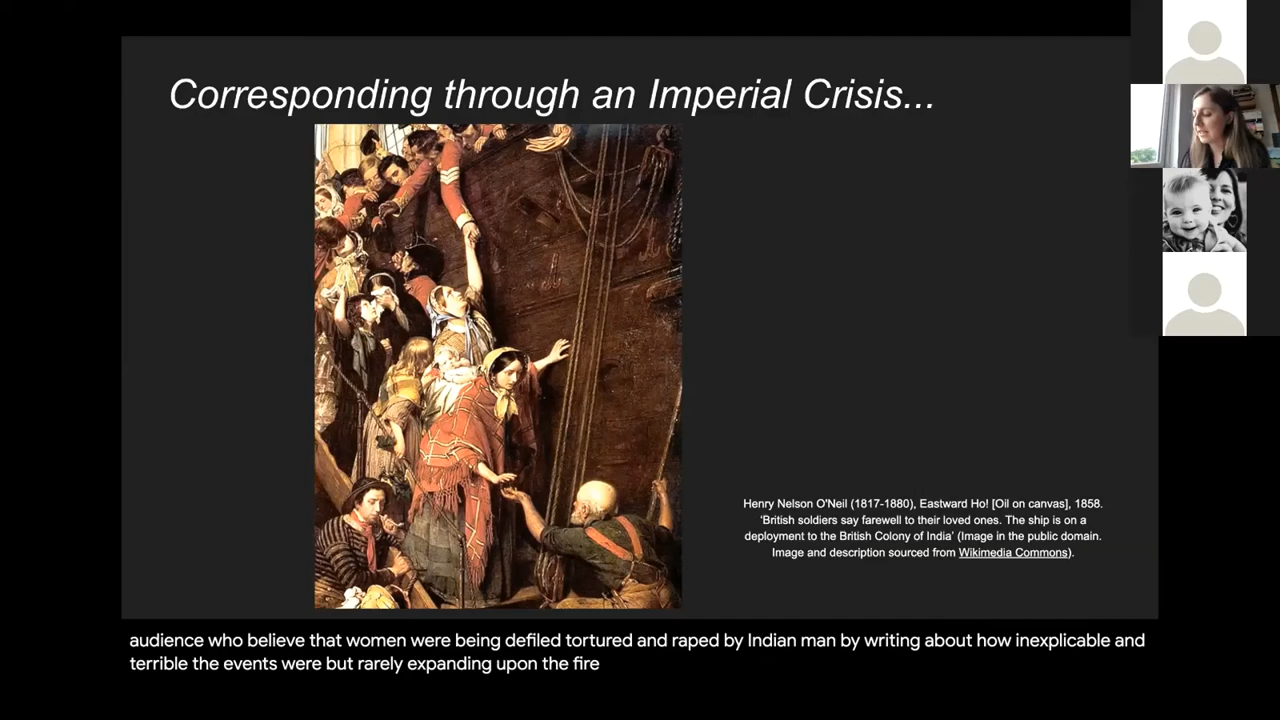 Corresponding through an Imperial Crisis...
Henry Nelson O'Neil (1817-1880), Eastward Ho! [Oil on canvas], 1858.
'British soldiers say farewell to their loved ones. The ship is on a
deployment to the British Colony of India' (Image in the public domain.
Image and description sourced from Wikimedia Commons).
audience who believe that women were being defiled tortured and raped by Indian man by writing about how inexplicable and
terrible the events were but rarely expanding upon the fire